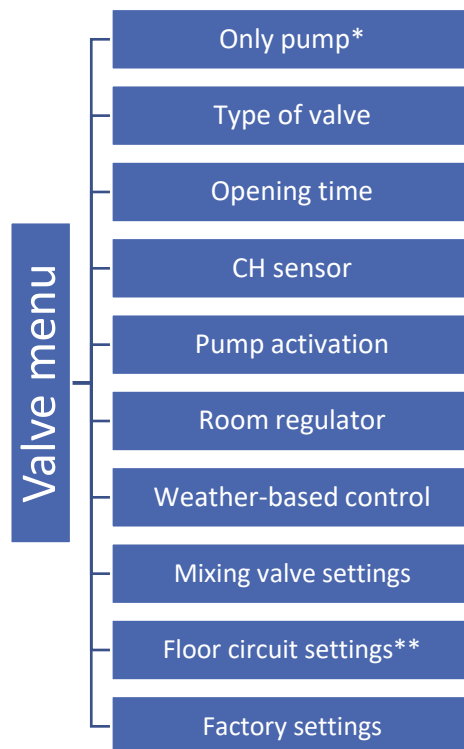 Valve menu
Only pump*
Type of valve
Opening time
CH sensor
Pump activation
Room regulator
Weather-based control
Mixing valve settings
Floor circuit settings**
Factory settings